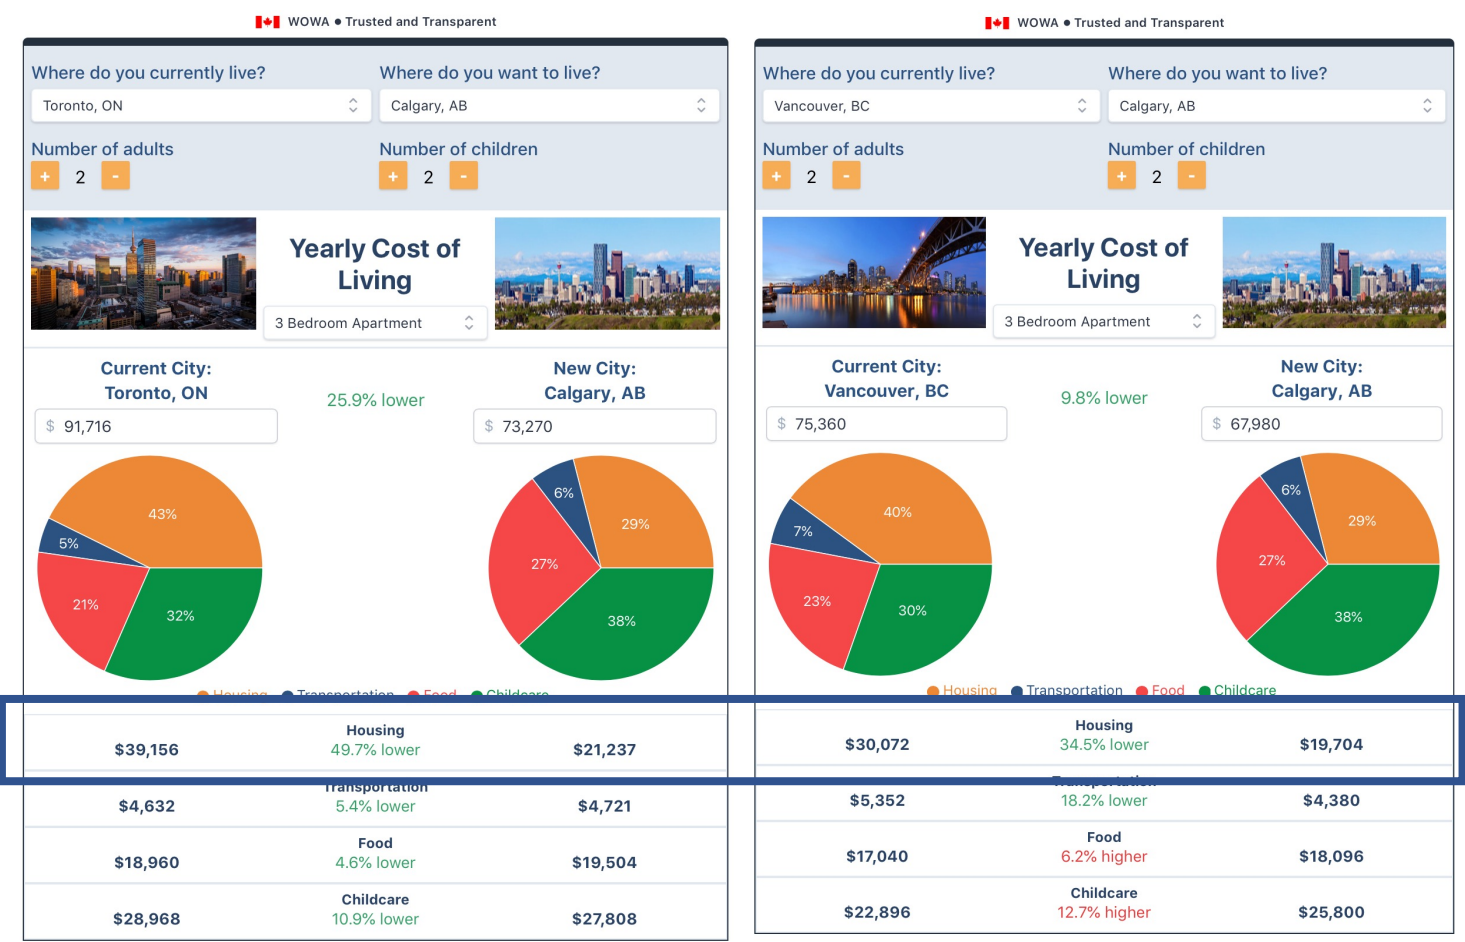 WOWA ● Trusted and Transparent
Where do you currently live?
Where do you want to live?
Toronto, ON
Calgary, AB
Number of adults
Number of children
+ 2 -
+ 2 -
Yearly Cost of
Living
3 Bedroom Apartment
Current City:
Toronto, ON
25.9% lower
New City:
Calgary, AB
$ 91,716
$ 73,270
43%
5%
21%
32%
6%
29%
27%
38%
Housing Transportation Food Childcare
Housing
$39,156 49.7% lower $21,237
Transportation
$4,632 5.4% lower $4,721
Food
$18,960 4.6% lower $19,504
Childcare
$28,968 10.9% lower $27,808
WOWA ● Trusted and Transparent
Where do you currently live?
Where do you want to live?
Vancouver, BC
Calgary, AB
Number of adults
Number of children
+ 2 -
+ 2 -
Yearly Cost of
Living
3 Bedroom Apartment
Current City:
Vancouver, BC
9.8% lower
New City:
Calgary, AB
$ 75,360
$ 67,980
40%
7%
23%
30%
6%
29%
27%
38%
Housing Transportation Food Childcare
Housing
$30,072 34.5% lower $19,704
Transportation
$5,352 18.2% lower $4,380
Food
$17,040 6.2% higher $18,096
Childcare
$22,896 12.7% higher $25,800